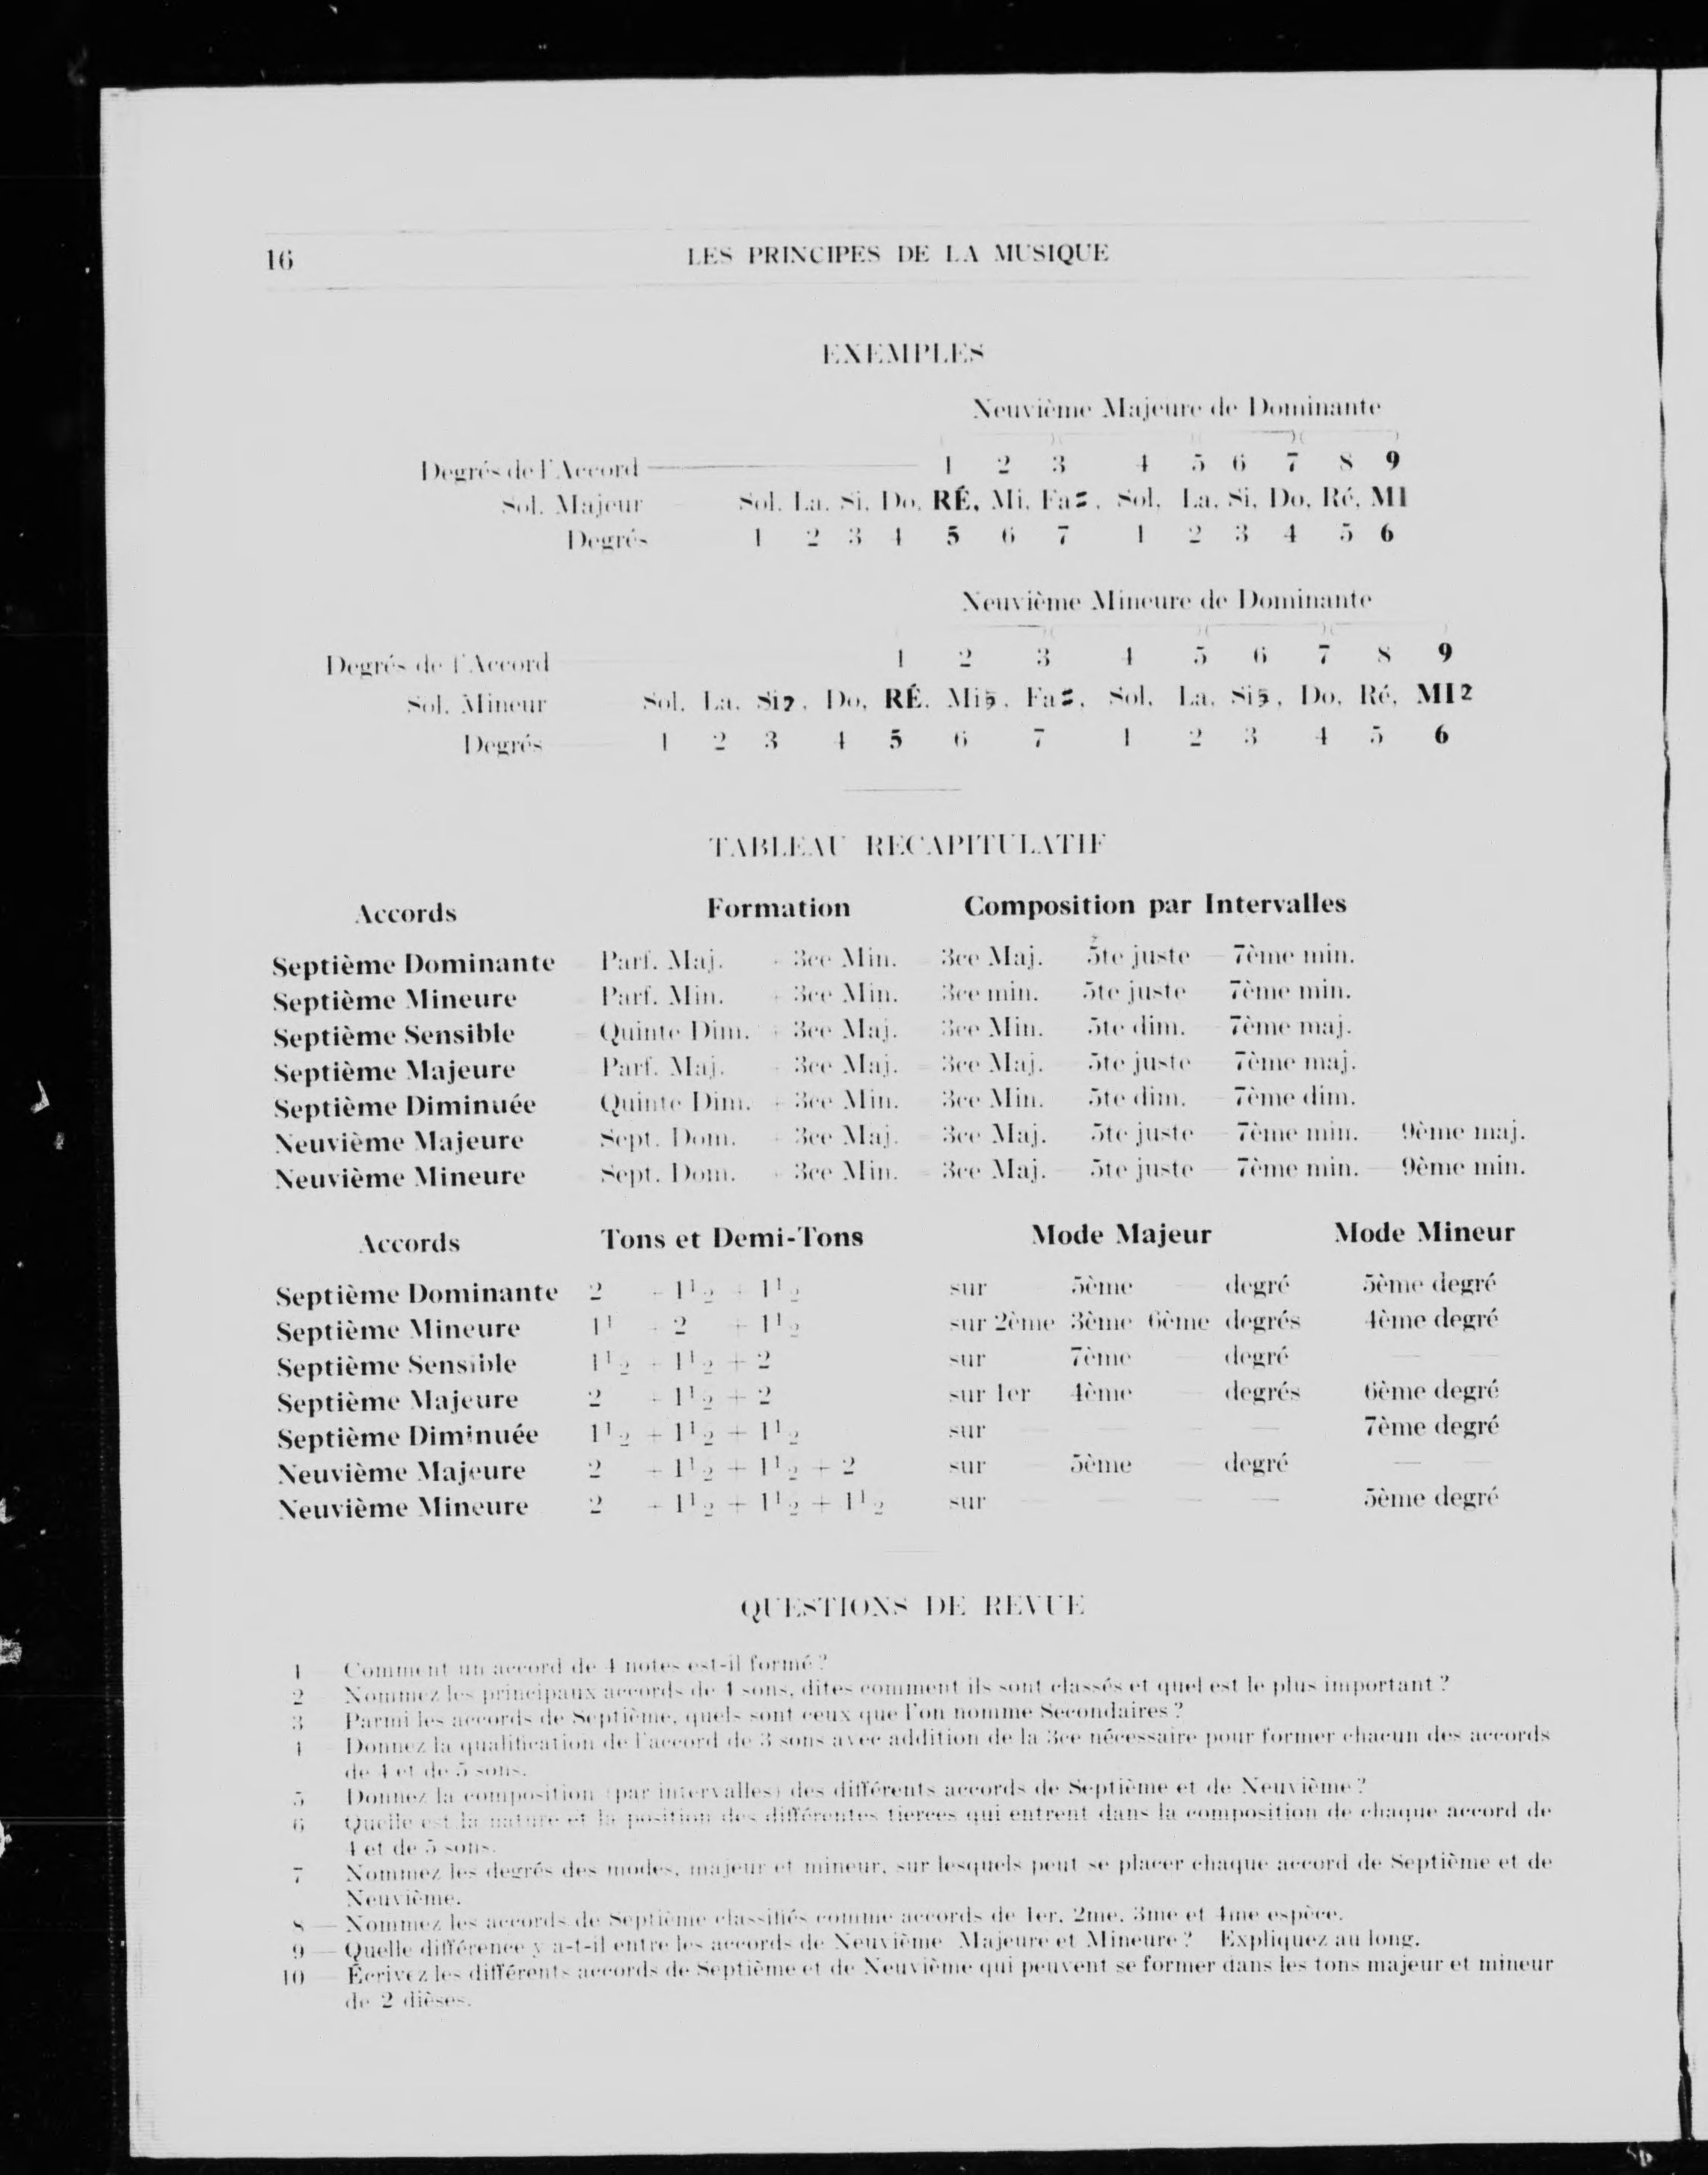 16 LES PRINCIPES DE LA MUSIQUE
EXEMPLES
Neuvième Majeure de Dominante
Degrés de l'Accord — 1 2 3 4 5 6 7 8 9
Sol. Majeur Sol. La. Si. Do. RÉ. Mi. Fa♯. Sol. La. Si. Do. Ré. MI
Degrés 1 2 3 4 5 6 7 1 2 3 4 5 6
Neuvième Mineure de Dominante
Degrés de l'Accord 1 2 3 4 5 6 7 8 9
Sol. Mineur Sol. La. Si♭. Do. RÉ. Mi♭. Fa♯. Sol. La. Si♭. Do. Ré. MI♭
Degrés 1 2 3 4 5 6 7 1 2 3 4 5 6
TABLEAU RECAPITULATIF
Accords Formation Composition par Intervalles
Septième Dominante Parf. Maj. + 3ce Min. 3ce Maj. 5te juste 7ème min.
Septième Mineure Parf. Min. + 3ce Min. 3ce min. 5te juste 7ème min.
Septième Sensible Quinte Dim. + 3ce Maj. 3ce Min. 5te dim. 7ème maj.
Septième Majeure Parf. Maj. + 3ce Maj. 3ce Maj. 5te juste 7ème maj.
Septième Diminuée Quinte Dim. + 3ce Min. 3ce Min. 5te dim. 7ème dim.
Neuvième Majeure Sept. Dom. + 3ce Maj. 3ce Maj. 5te juste — 7ème min. — 9ème maj.
Neuvième Mineure Sept. Dom. + 3ce Min. 3ce Maj. — 5te juste — 7ème min. — 9ème min.
Accords Tons et Demi-Tons Mode Majeur Mode Mineur
Septième Dominante 2 + 1½ + 1½ sur 5ème — degré 5ème degré
Septième Mineure 1½ + 2 + 1½ sur 2ème 3ème 6ème degrés 4ème degré
Septième Sensible 1½ + 1½ + 2 sur 7ème — degré — —
Septième Majeure 2 + 1½ + 2 sur 1er 4ème — degrés 6ème degré
Septième Diminuée 1½ + 1½ + 1½ sur — — — — 7ème degré
Neuvième Majeure 2 + 1½ + 1½ + 2 sur 5ème — degré — —
Neuvième Mineure 2 + 1½ + 1½ + 1½ sur — — — — 5ème degré
QUESTIONS DE REVUE
1 Comment un accord de 4 notes est-il formé ?
2 Nommez les principaux accords de 4 sons, dites comment ils sont classés et quel est le plus important ?
3 Parmi les accords de Septième, quels sont ceux que l'on nomme Secondaires ?
4 Donnez la qualification de l'accord de 3 sons avec addition de la 3ce nécessaire pour former chacun des accords
de 4 et de 5 sons.
5 Donnez la composition (par intervalles) des différents accords de Septième et de Neuvième ?
6 Quelle est la nature et la position des différentes tierces qui entrent dans la composition de chaque accord de
4 et de 5 sons.
7 Nommez les degrés des modes, majeur et mineur, sur lesquels peut se placer chaque accord de Septième et de
Neuvième.
8 — Nommez les accords de Septième classifiés comme accords de 1er, 2me, 3me et 4me espèce.
9 — Quelle différence y a-t-il entre les accords de Neuvième Majeure et Mineure ? Expliquez au long.
10 Écrivez les différents accords de Septième et de Neuvième qui peuvent se former dans les tons majeur et mineur
de 2 dièses.